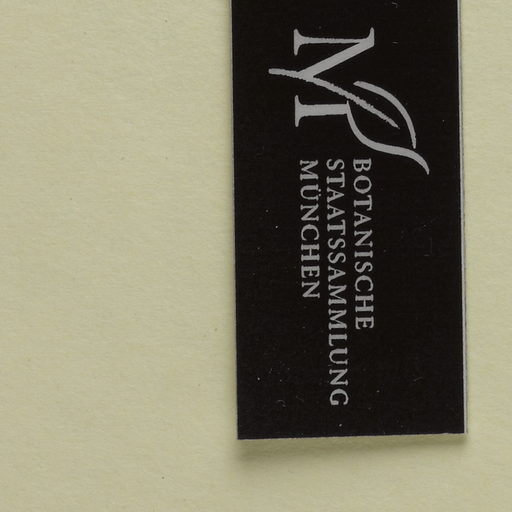 M
BOTANISCHE
STAATSSAMMLUNG
MÜNCHEN